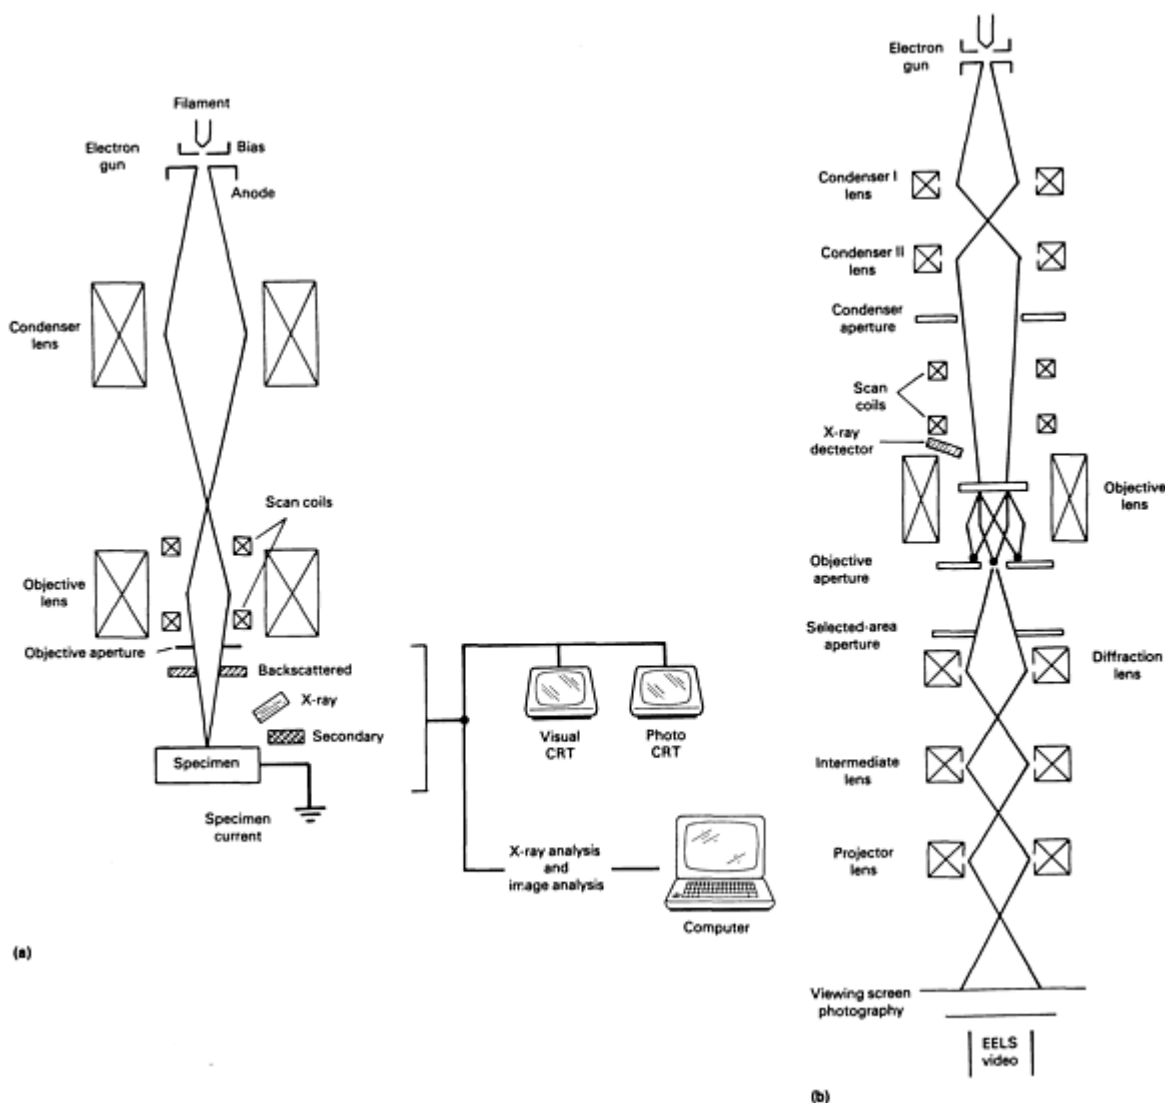 Filament
Electron
gun
Bias
Anode
Condenser
lens
Scan coils
Objective
lens
Objective aperture
Backscattered
X-ray
Secondary
Specimen
Specimen
current
Visual
CRT
Photo
CRT
X-ray analysis
and
image analysis
Computer
(a)
Electron
gun
Condenser I
lens
Condenser II
lens
Condenser
aperture
Scan
coils
X-ray
dectector
Objective
lens
Objective
aperture
Selected-area
aperture
Diffraction
lens
Intermediate
lens
Projector
lens
Viewing screen
photography
EELS
video
(b)